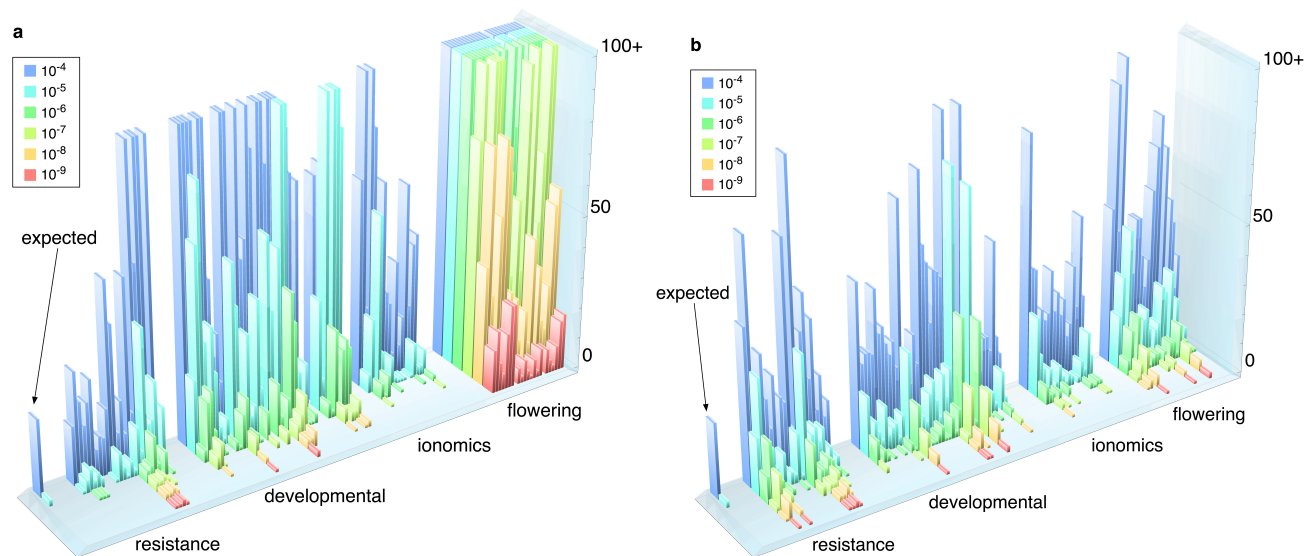 a
10⁻⁴
10⁻⁵
10⁻⁶
10⁻⁷
10⁻⁸
10⁻⁹
expected
100+
50
0
flowering
ionomics
developmental
resistance
b
10⁻⁴
10⁻⁵
10⁻⁶
10⁻⁷
10⁻⁸
10⁻⁹
expected
100+
50
0
flowering
ionomics
developmental
resistance